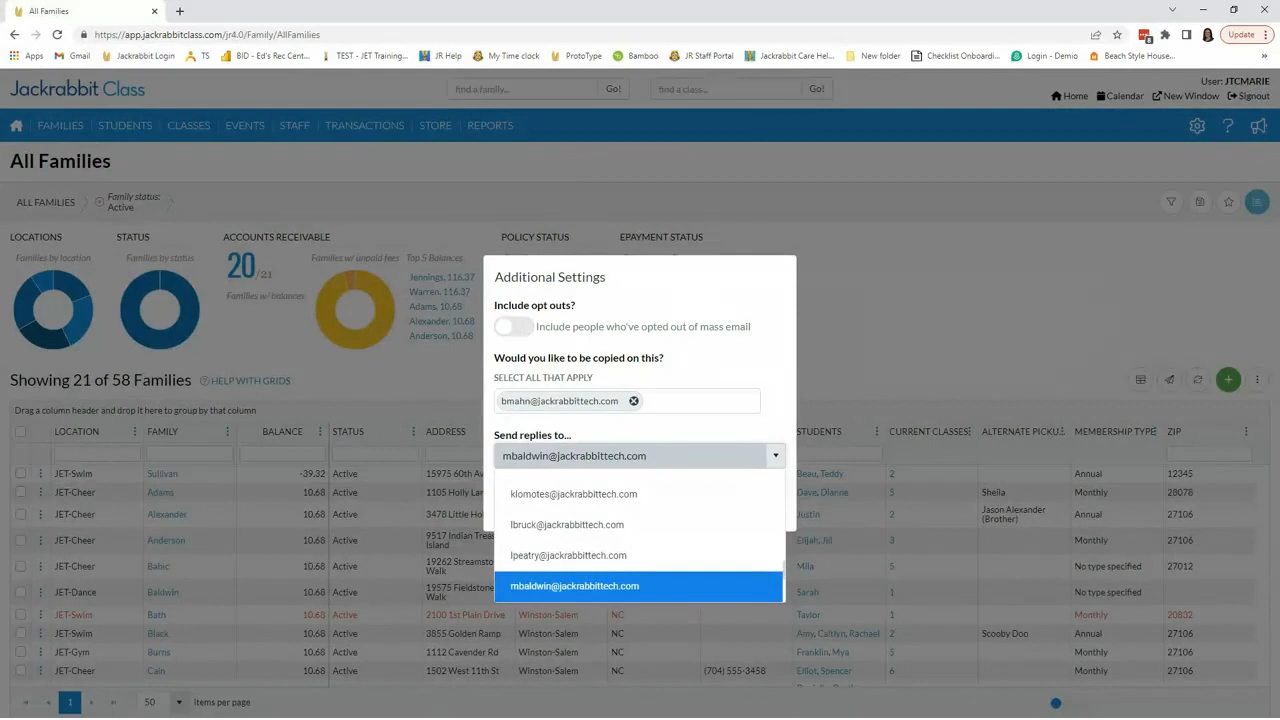 All Families
https://app.jackrabbitclass.com/jr4.0/Family/AllFamilies
Update
Apps
Gmail
Jackrabbit Login
TS
BID - Ed's Rec Cent...
TEST - JET Training...
JR Help
My Time clock
ProtoType
Bamboo
JR Staff Portal
Jackrabbit Care Hel...
New folder
Checklist Onboardi...
Login - Demio
Beach Style House...
»
Jackrabbit Class
find a family...
Go!
find a class...
Go!
User: JTCMARIE
Home
Calendar
New Window
Signout
FAMILIES
STUDENTS
CLASSES
EVENTS
STAFF
TRANSACTIONS
STORE
REPORTS
All Families
ALL FAMILIES
Family status:
Active
LOCATIONS
STATUS
ACCOUNTS RECEIVABLE
POLICY STATUS
EPAYMENT STATUS
Families by location
Families by status
20/21
Families w/ balances
Families w/ unpaid fees
Top 5 Balances
Jennings, 116.37
Warren, 116.37
Adams, 10.68
Alexander, 10.68
Anderson, 10.68
Additional Settings
Include opt outs?
Include people who've opted out of mass email
Would you like to be copied on this?
SELECT ALL THAT APPLY
bmahn@jackrabbittech.com
Send replies to...
mbaldwin@jackrabbittech.com
klomotes@jackrabbittech.com
lbruck@jackrabbittech.com
lpeatry@jackrabbittech.com
mbaldwin@jackrabbittech.com
Showing 21 of 58 Families
HELP WITH GRIDS
Drag a column header and drop it here to group by that column
LOCATION FAMILY BALANCE STATUS ADDRESS STUDENTS CURRENT CLASSES ALTERNATE PICKU... MEMBERSHIP TYPE ZIP
JET-Swim Sullivan -39.32 Active 15975 60th Av Beau, Teddy 2 Annual 12345
JET-Cheer Adams 10.68 Active 1105 Holly Lan Dave, Dianne 2 Sheila Monthly 28078
JET-Cheer Alexander 10.68 Active 3478 Little Ho Justin 2 Jason Alexander (Brother) Annual 27106
JET-Cheer Anderson 10.68 Active 9517 Indian Tree Island Elijah, Jill 3 Monthly 27106
JET-Cheer Babic 10.68 Active 19262 Streamsto Walk Mila 5 No type specified 27012
JET-Dance Baldwin 10.68 Active 19575 Fieldstone Walk Sarah 1 No type specified
JET-Swim Bath 10.68 Active 2100 1st Plain Drive Winston-Salem NC Taylor 1 Monthly 20832
JET-Swim Black 10.68 Active 3855 Golden Ramp Winston-Salem NC Amy, Caitlyn, Rachael 2 Scooby Doo Annual 27106
JET-Gym Burns 10.68 Active 1112 Cavender Rd Winston-Salem NC Franklin, Mya 5 Monthly 27106
JET-Cheer Cain 10.68 Active 1502 West 11th St Winston-Salem NC (704) 555-3458 Elliot, Spencer 6 Monthly 27106
1
50
items per page